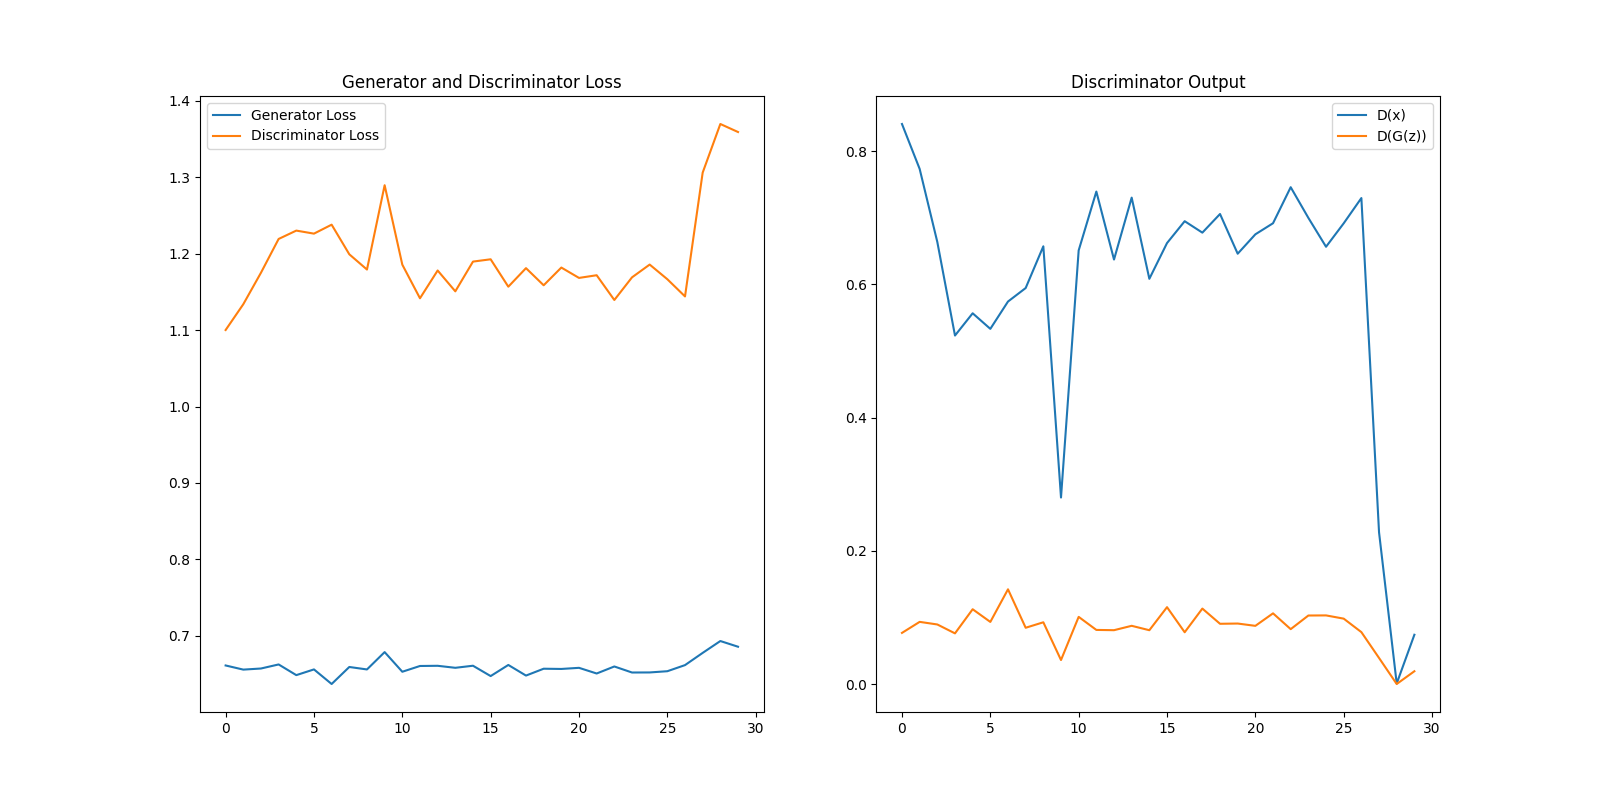 Generator and Discriminator Loss
Generator Loss
Discriminator Loss
1.4
1.3
1.2
1.1
1.0
0.9
0.8
0.7
0 5 10 15 20 25 30
Discriminator Output
D(x)
D(G(z))
0.8
0.6
0.4
0.2
0.0
0 5 10 15 20 25 30